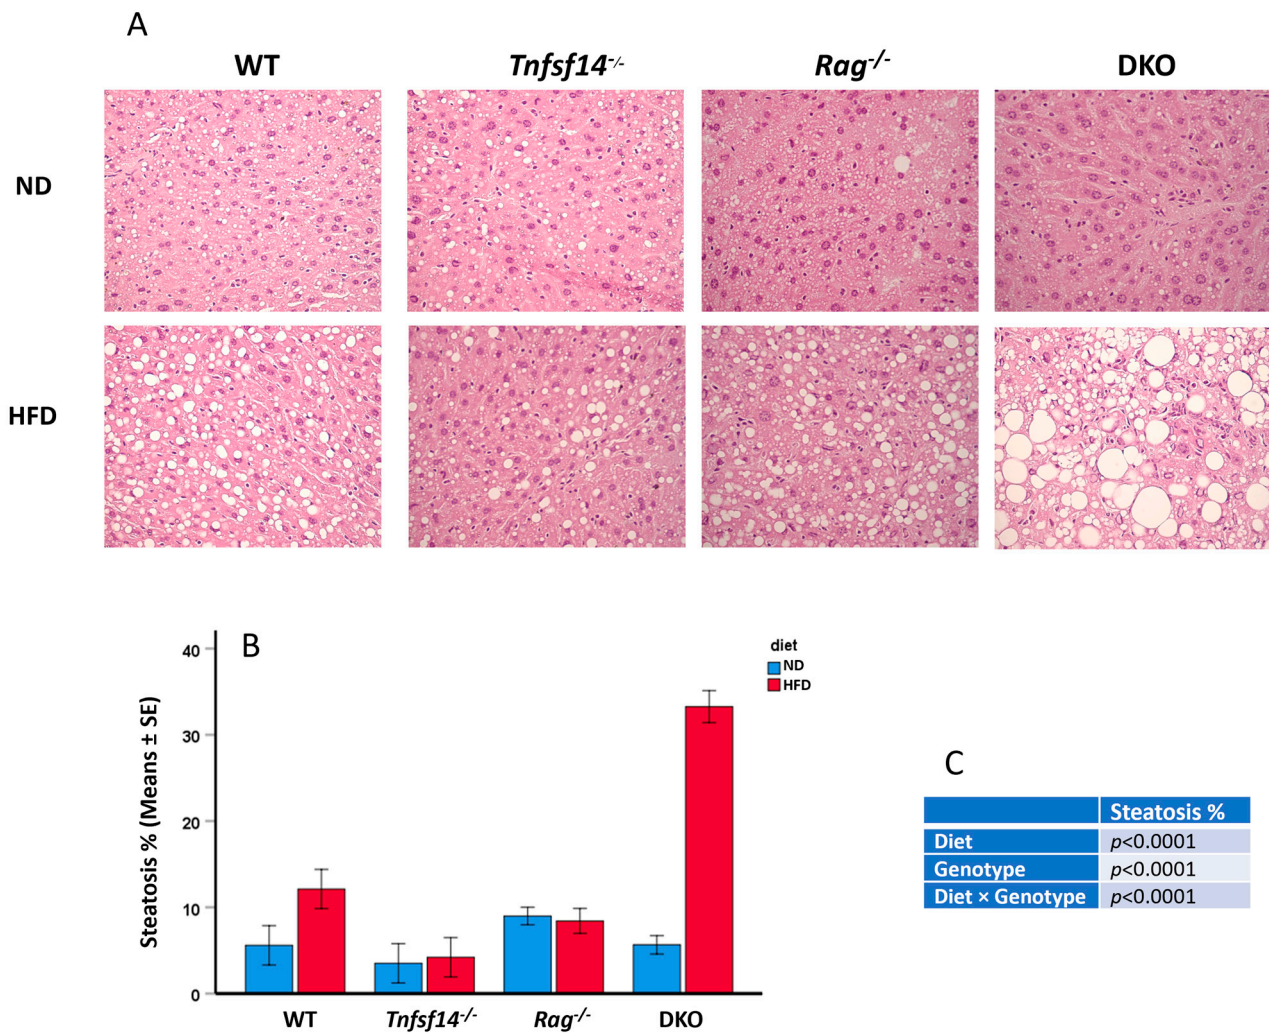 A
WT Tnfsf14-/- Rag-/- DKO
ND
HFD
B
diet
ND
HFD
Steatosis % (Means ± SE)
40
30
20
10
0
WT Tnfsf14-/- Rag-/- DKO
C
Steatosis %
Diet p<0.0001
Genotype p<0.0001
Diet × Genotype p<0.0001